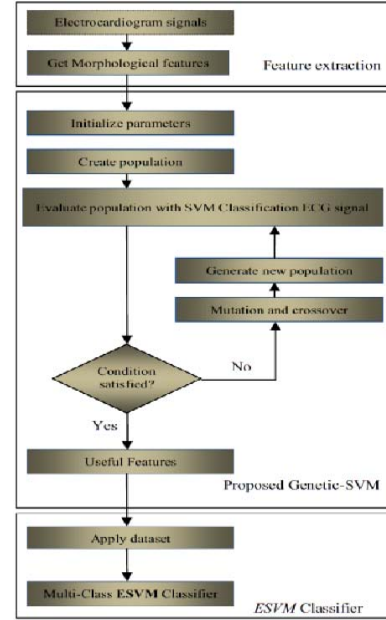 Electrocardiogram signals
Get Morphological features
Feature extraction
Initialize parameters
Create population
Evaluate population with SVM Classification ECG signal
Generate new population
Mutation and crossover
Condition
satisfied?
No
Yes
Useful Features
Proposed Genetic-SVM
Apply dataset
Multi-Class ESVM Classifier
ESVM Classifier